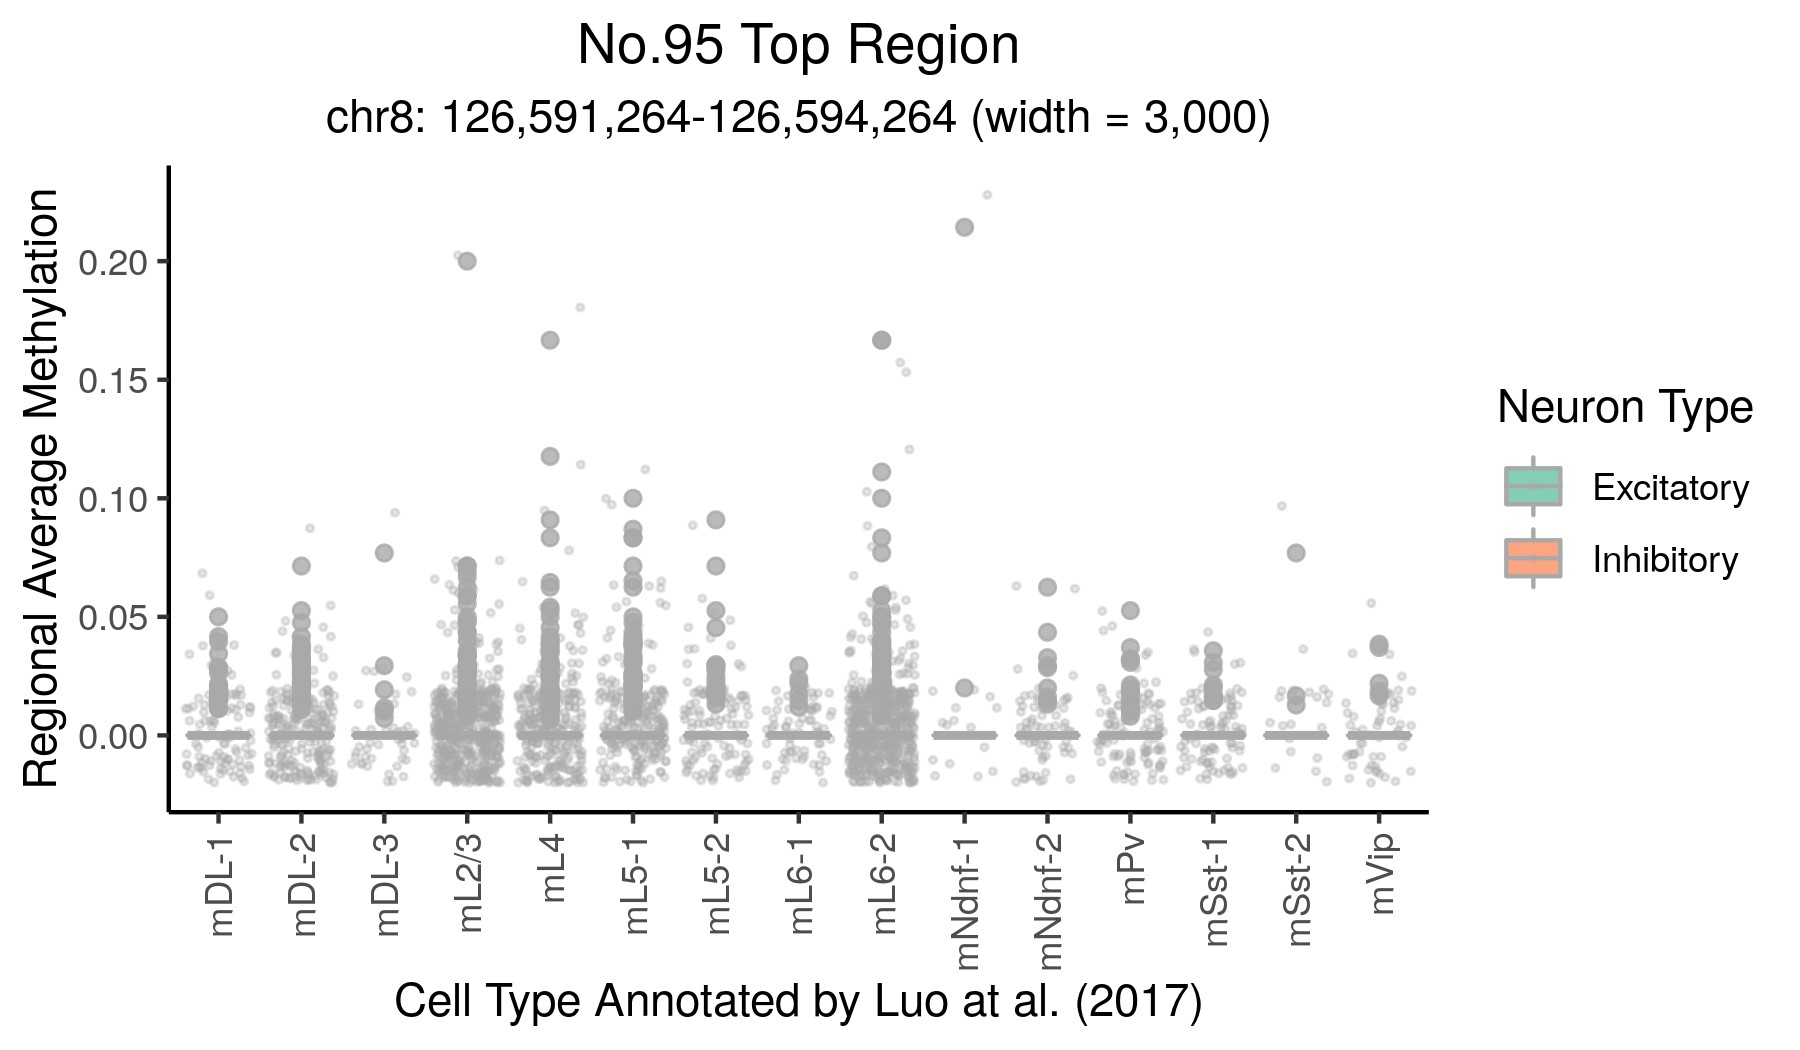 No.95 Top Region
chr8: 126,591,264-126,594,264 (width = 3,000)
Regional Average Methylation
0.20
0.15
0.10
0.05
0.00
mDL-1
mDL-2
mDL-3
mL2/3
mL4
mL5-1
mL5-2
mL6-1
mL6-2
mNdnf-1
mNdnf-2
mPv
mSst-1
mSst-2
mVip
Cell Type Annotated by Luo at al. (2017)
Neuron Type
Excitatory
Inhibitory